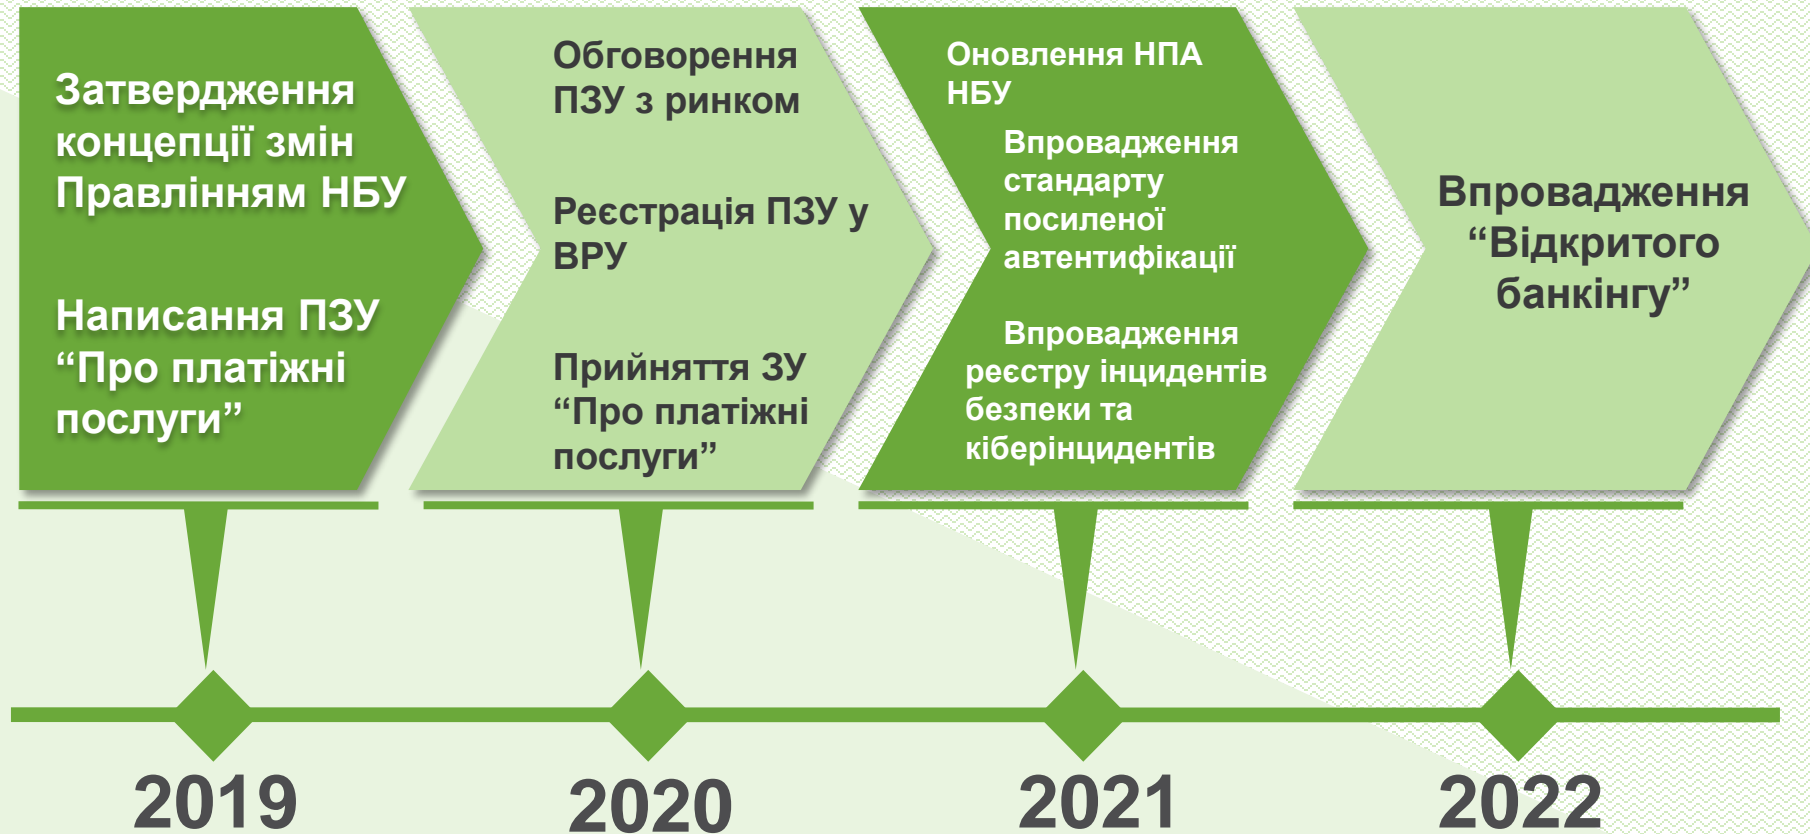 Затвердження
концепції змін
Правлінням НБУ
Написання ПЗУ
“Про платіжні
послуги”
Обговорення
ПЗУ з ринком
Реєстрація ПЗУ у
ВРУ
Прийняття ЗУ
“Про платіжні
послуги”
Оновлення НПА
НБУ
Впровадження
стандарту
посиленої
автентифікації
Впровадження
реєстру інцидентів
безпеки та
кіберінцидентів
Впровадження
“Відкритого
банкінгу”
2019
2020
2021
2022